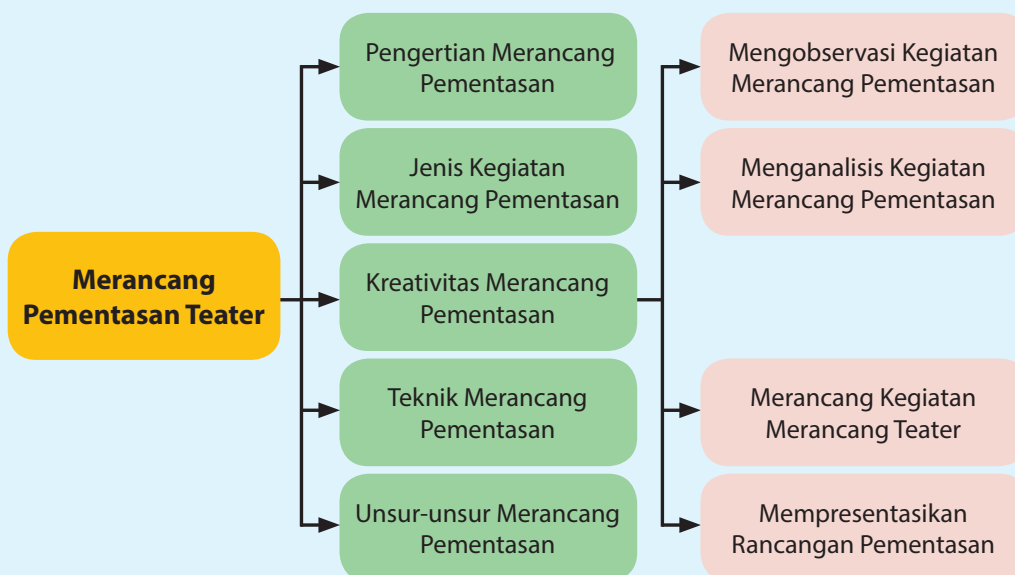 Merancang
Pementasan Teater
Pengertian Merancang
Pementasan
Jenis Kegiatan
Merancang Pementasan
Kreativitas Merancang
Pementasan
Teknik Merancang
Pementasan
Unsur-unsur Merancang
Pementasan
Mengobservasi Kegiatan
Merancang Pementasan
Menganalisis Kegiatan
Merancang Pementasan
Merancang Kegiatan
Merancang Teater
Mempresentasikan
Rancangan Pementasan